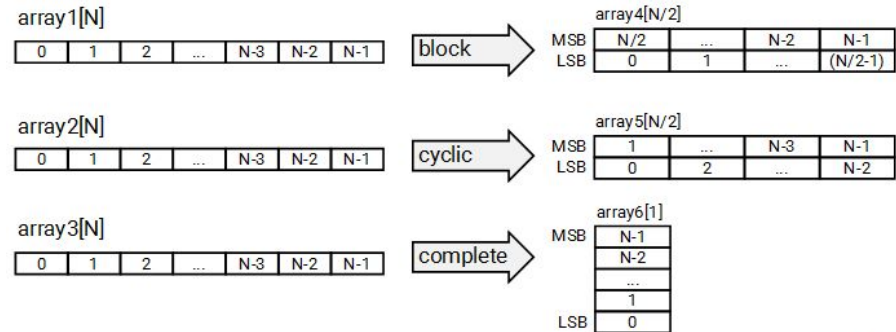 array1[N]
0 1 2 ... N-3 N-2 N-1
block
array4[N/2]
MSB N/2 ... N-2 N-1
LSB 0 1 ... (N/2-1)
array2[N]
0 1 2 ... N-3 N-2 N-1
cyclic
array5[N/2]
MSB 1 ... N-3 N-1
LSB 0 2 ... N-2
array3[N]
0 1 2 ... N-3 N-2 N-1
complete
array6[1]
MSB N-1
N-2
...
1
LSB 0